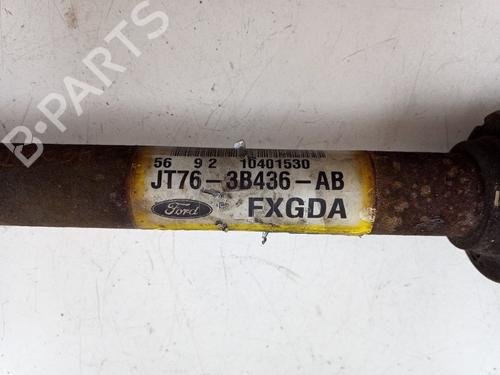 B-PARTS
56 92 10401530
JT76-3B436-AB
Ford FXGDA